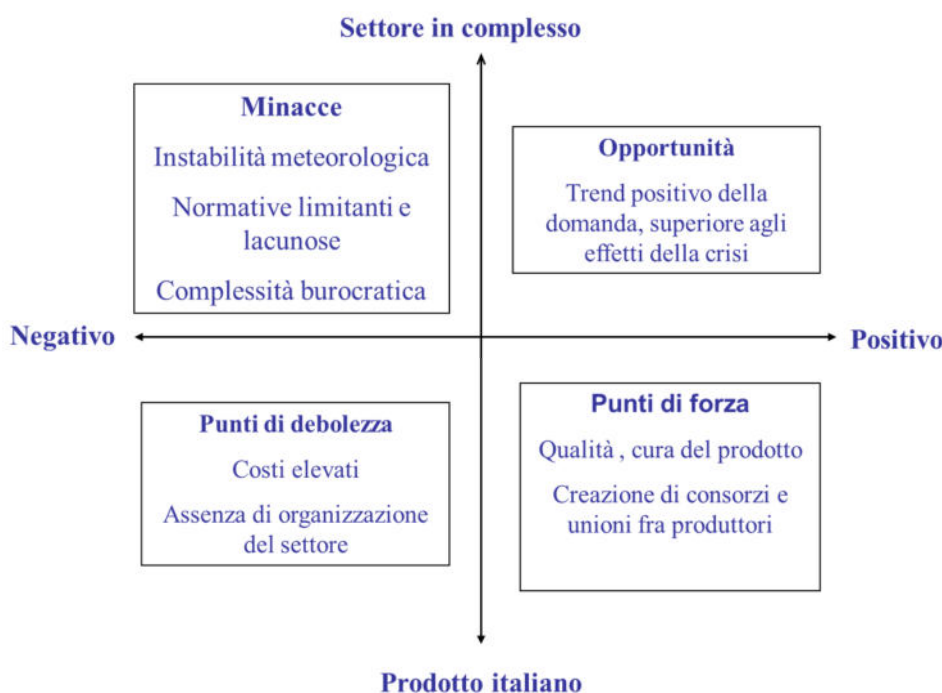 Settore in complesso
Minacce
Instabilità meteorologica
Normative limitanti e
lacunose
Complessità burocratica
Opportunità
Trend positivo della
domanda, superiore agli
effetti della crisi
Negativo
Positivo
Punti di debolezza
Costi elevati
Assenza di organizzazione
del settore
Punti di forza
Qualità , cura del prodotto
Creazione di consorzi e
unioni fra produttori
Prodotto italiano